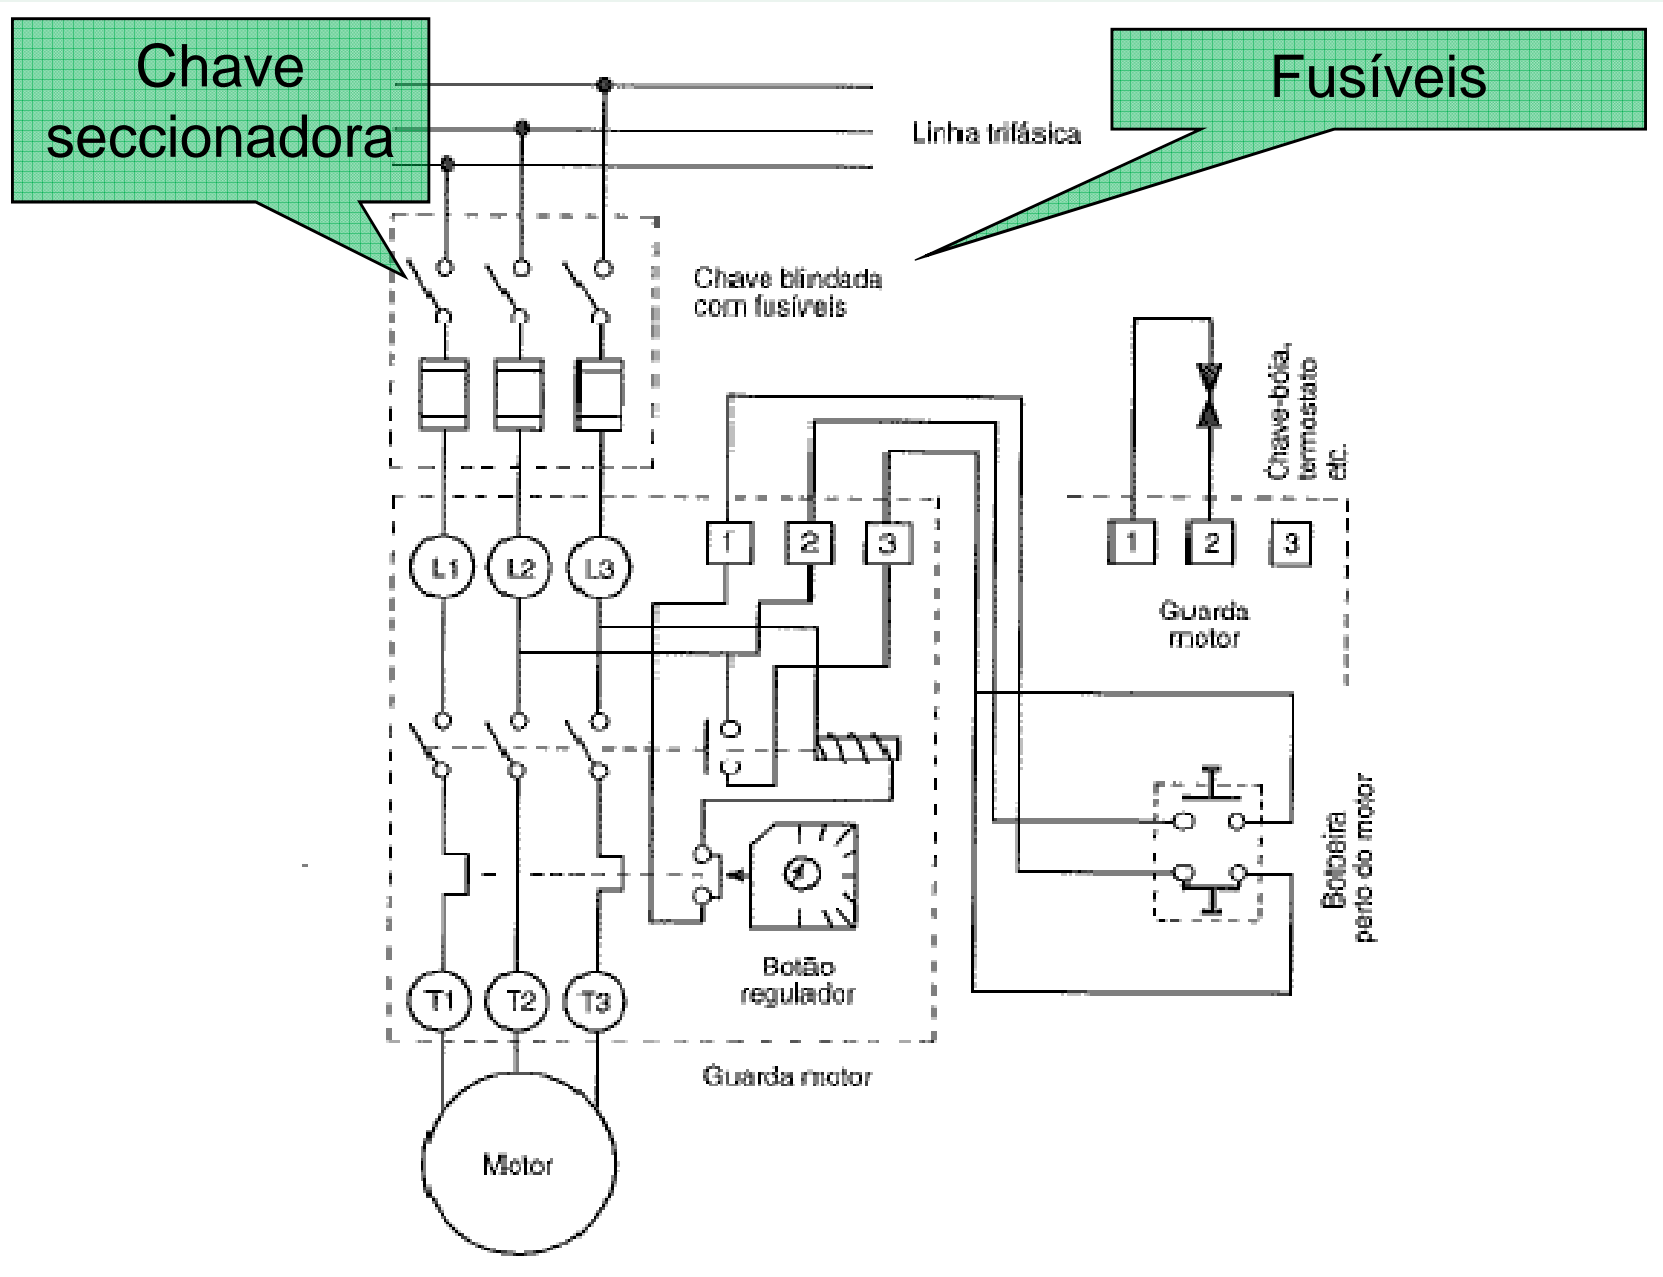 Chave
seccionadora
Fusíveis
Linha trifásica
Chave blindada
com fusíveis
Chave-bóia,
termostato
etc.
1
2
3
1
2
3
L1
L2
L3
Guarda
motor
Botoeira
perto do motor
Botão
regulador
T1
T2
T3
Guarda motor
Motor